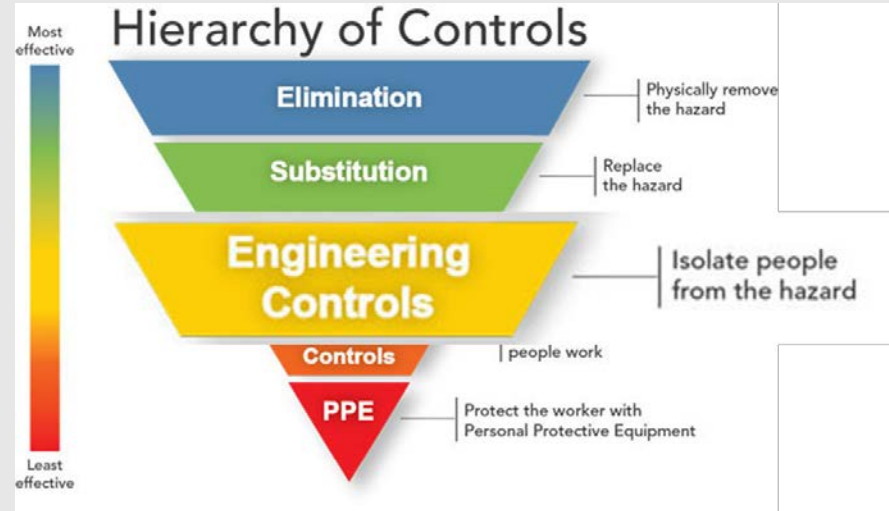 Hierarchy of Controls
Most
effective
Elimination
Physically remove
the hazard
Substitution
Replace
the hazard
Engineering
Controls
Isolate people
from the hazard
Controls
people work
PPE
Protect the worker with
Personal Protective Equipment
Least
effective